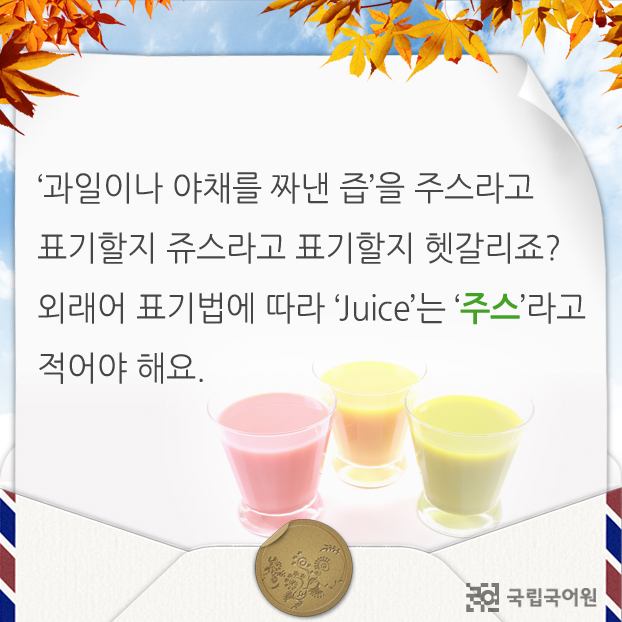 ‘과일이나 야채를 짜낸 즙’을 주스라고
표기할지 쥬스라고 표기할지 헷갈리죠?
외래어 표기법에 따라 ‘Juice’는 ‘주스’라고
적어야 해요.
국립국어원